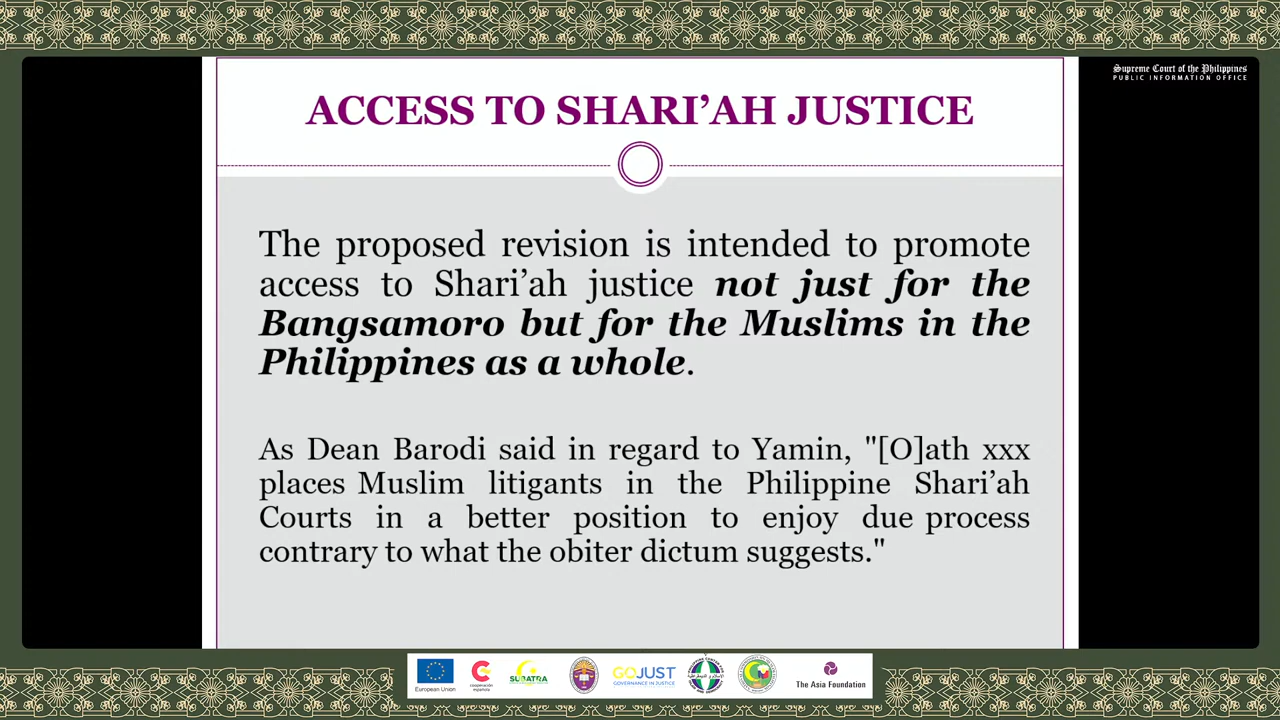 Supreme Court of the Philippines
PUBLIC INFORMATION OFFICE
ACCESS TO SHARI’AH JUSTICE
The proposed revision is intended to promote
access to Shari’ah justice not just for the
Bangsamoro but for the Muslims in the
Philippines as a whole.
As Dean Barodi said in regard to Yamin, "[O]ath xxx
places Muslim litigants in the Philippine Shari’ah
Courts in a better position to enjoy due process
contrary to what the obiter dictum suggests."
European Union
cooperación
española
SUBATRA
GOJUST
GOVERNANCE IN JUSTICE
The Asia Foundation